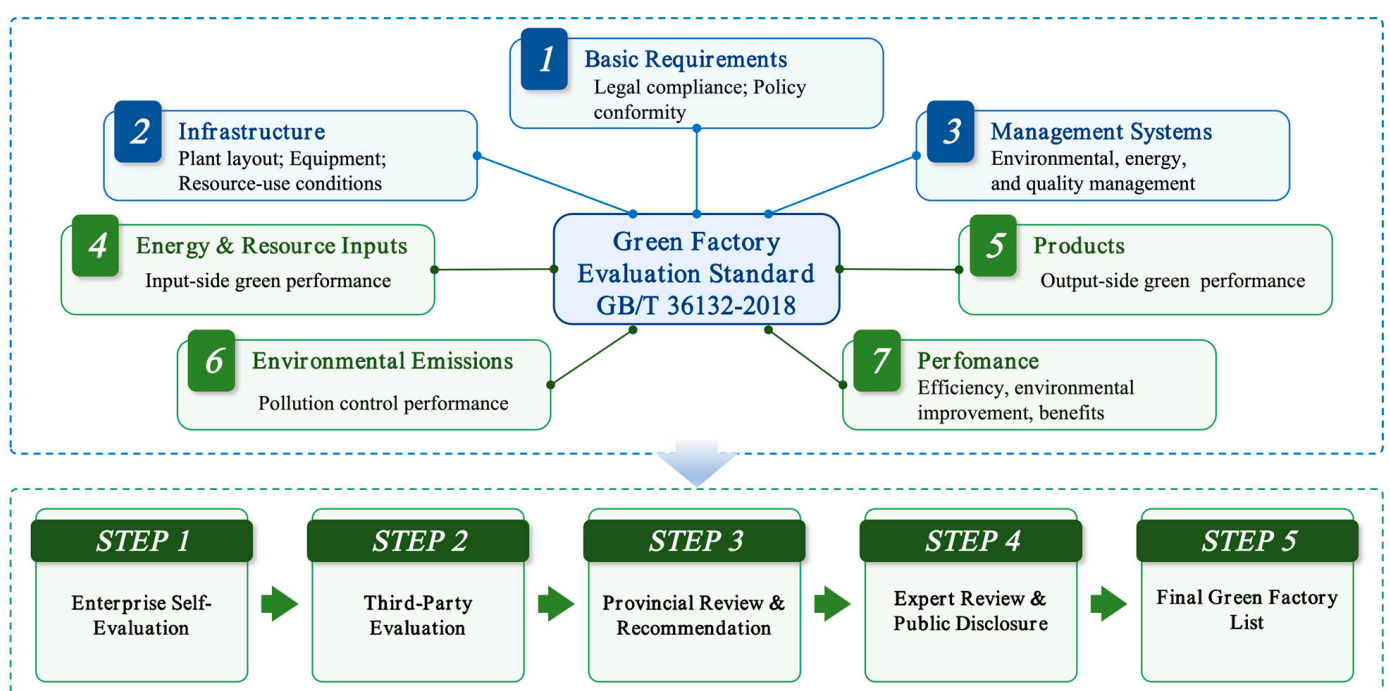 1
Basic Requirements
Legal compliance; Policy
conformity
2
Infrastructure
Plant layout; Equipment;
Resource-use conditions
3
Management Systems
Environmental, energy,
and quality management
4
Energy & Resource Inputs
Input-side green performance
Green Factory
Evaluation Standard
GB/T 36132-2018
5
Products
Output-side green performance
6
Environmental Emissions
Pollution control performance
7
Perfomance
Efficiency, environmental
improvement, benefits
STEP 1
Enterprise Self-
Evaluation
STEP 2
Third-Party
Evaluation
STEP 3
Provincial Review &
Recommendation
STEP 4
Expert Review &
Public Disclosure
STEP 5
Final Green Factory
List